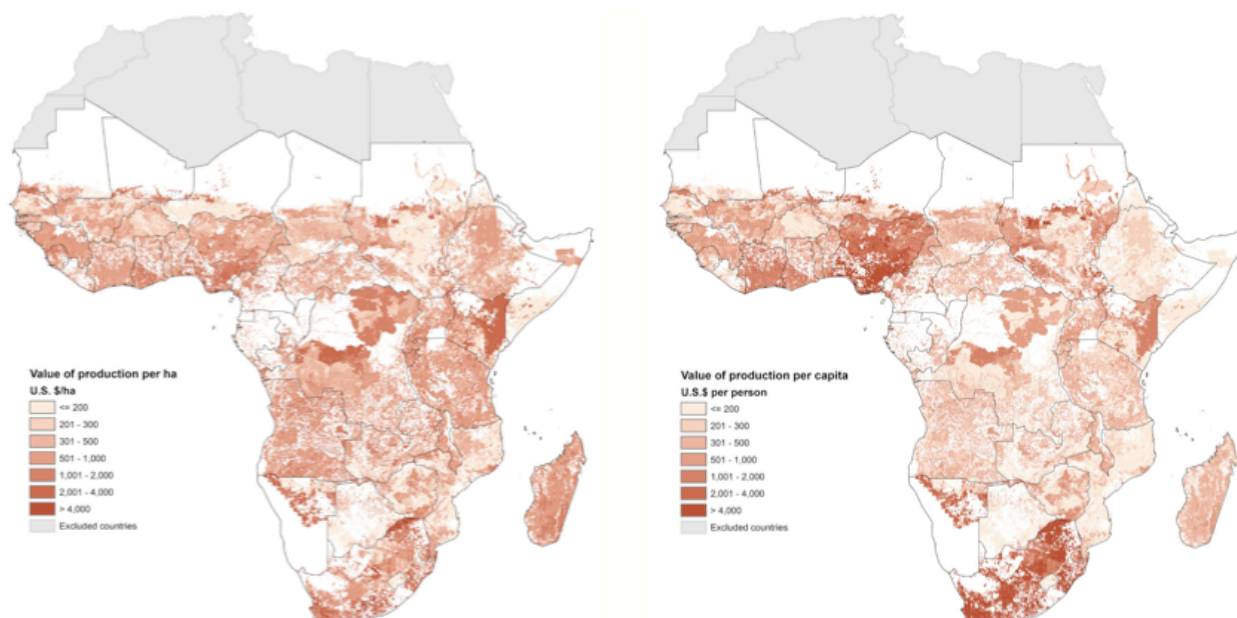 Value of production per ha
U.S. $/ha
<= 200
201 - 300
301 - 500
501 - 1,000
1,001 - 2,000
2,001 - 4,000
> 4,000
Excluded countries
Value of production per capita
U.S.$ per person
<= 200
201 - 300
301 - 500
501 - 1,000
1,001 - 2,000
2,001 - 4,000
> 4,000
Excluded countries